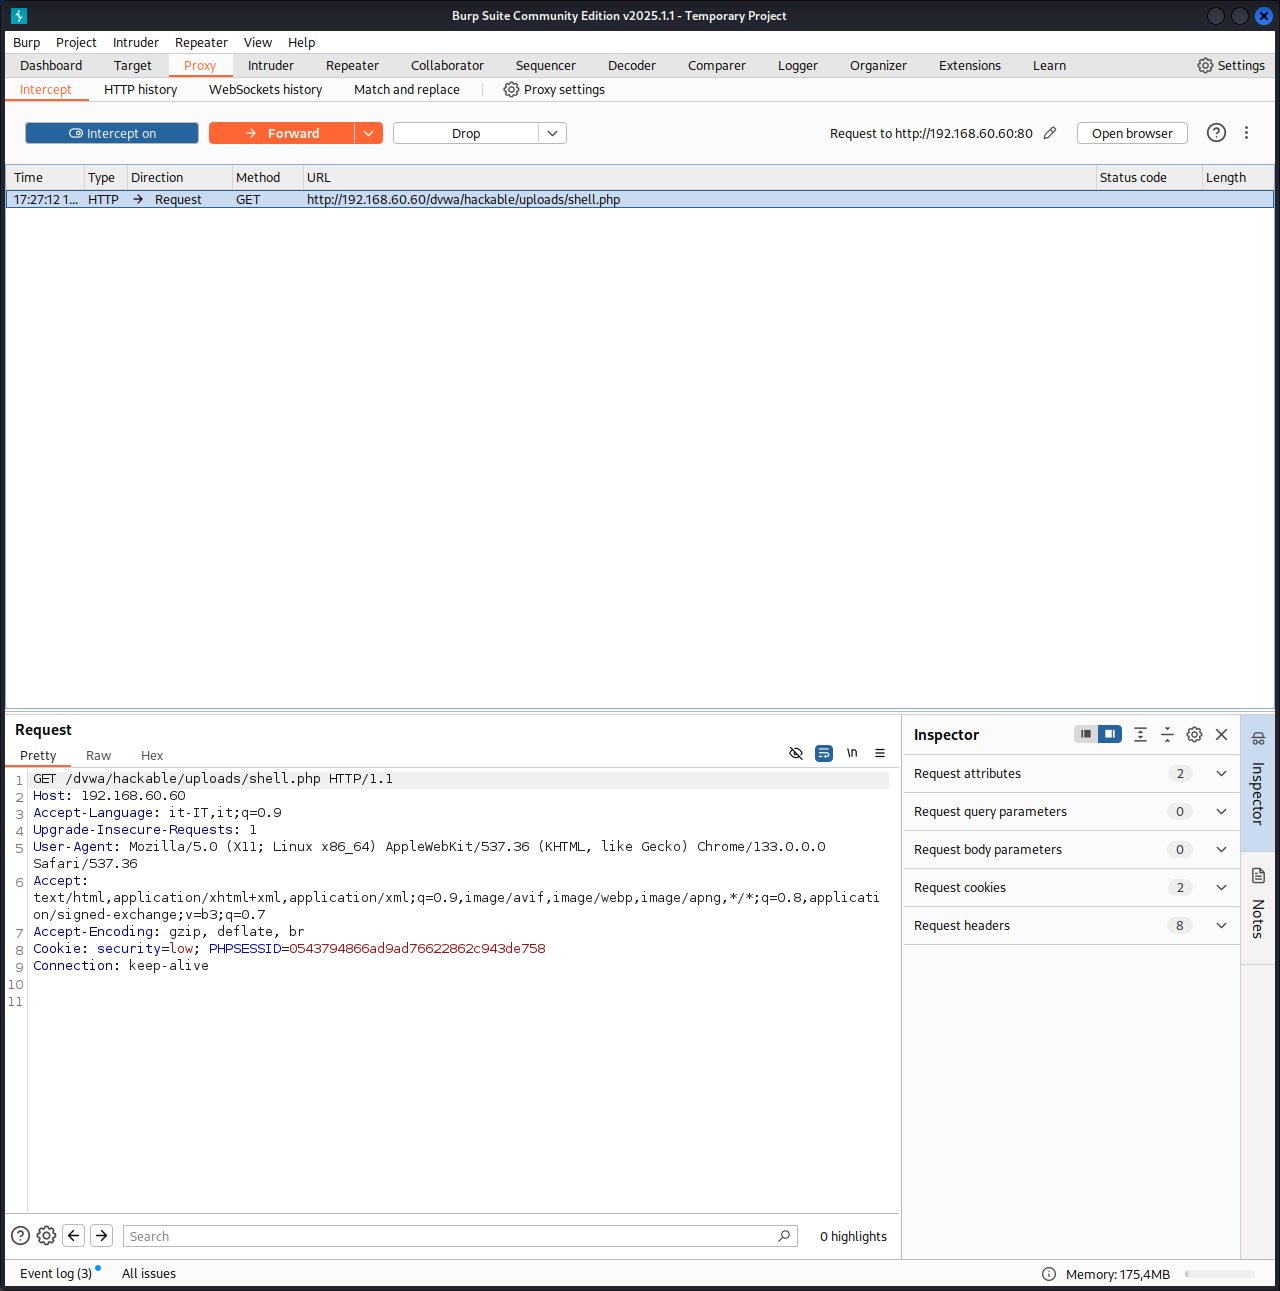 Burp Suite Community Edition v2025.1.1 - Temporary Project
Burp Project Intruder Repeater View Help
Dashboard Target Proxy Intruder Repeater Collaborator Sequencer Decoder Comparer Logger Organizer Extensions Learn Settings
Intercept HTTP history WebSockets history Match and replace Proxy settings
Intercept on Forward Drop Request to http://192.168.60.60:80 Open browser
Time Type Direction Method URL Status code Length
17:27:12 1... HTTP Request GET http://192.168.60.60/dvwa/hackable/uploads/shell.php
Request
Pretty Raw Hex \n
1 GET /dvwa/hackable/uploads/shell.php HTTP/1.1
2 Host: 192.168.60.60
3 Accept-Language: it-IT,it;q=0.9
4 Upgrade-Insecure-Requests: 1
5 User-Agent: Mozilla/5.0 (X11; Linux x86_64) AppleWebKit/537.36 (KHTML, like Gecko) Chrome/133.0.0.0
Safari/537.36
6 Accept:
text/html,application/xhtml+xml,application/xml;q=0.9,image/avif,image/webp,image/apng,*/*;q=0.8,applicati
on/signed-exchange;v=b3;q=0.7
7 Accept-Encoding: gzip, deflate, br
8 Cookie: security=low; PHPSESSID=0543794866ad9ad76622862c943de758
9 Connection: keep-alive
10
11
Search 0 highlights
Inspector
Request attributes 2
Request query parameters 0
Request body parameters 0
Request cookies 2
Request headers 8
Inspector
Notes
Event log (3) All issues Memory: 175,4MB